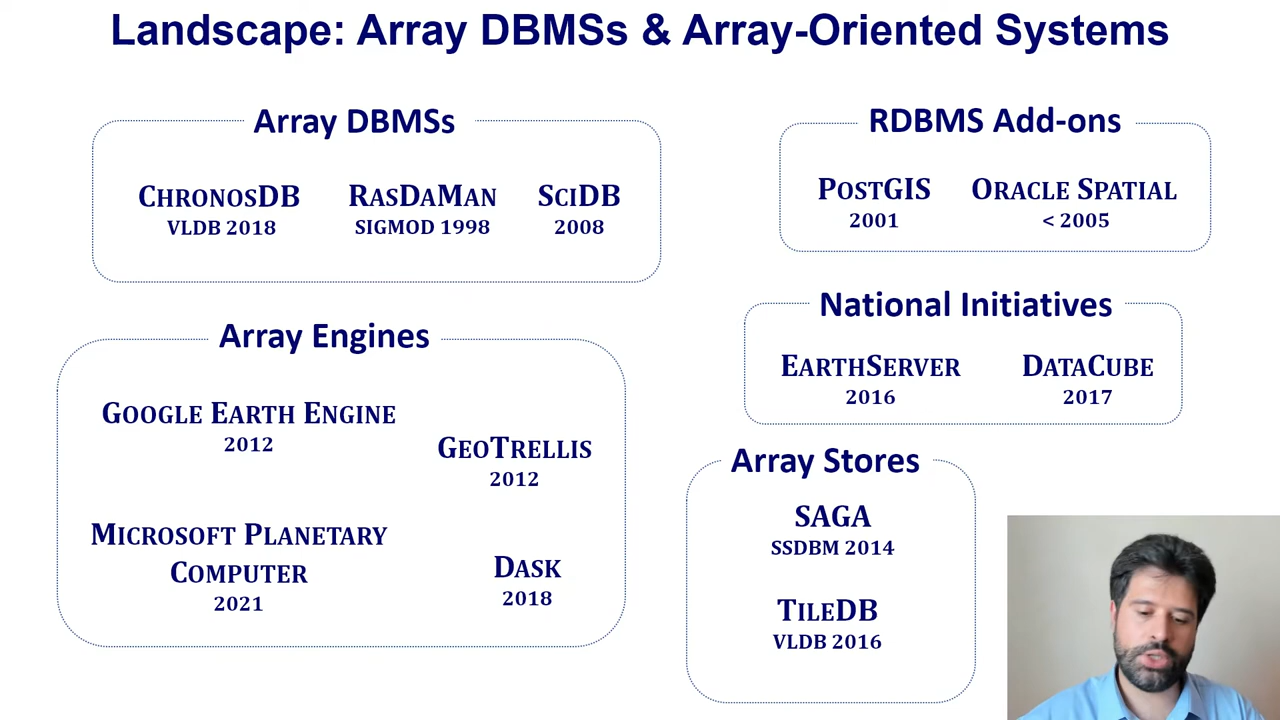 Landscape: Array DBMSs & Array-Oriented Systems
Array DBMSs
CHRONOSDB
VLDB 2018
RASDAMAN
SIGMOD 1998
SCIDB
2008
RDBMS Add-ons
POSTGIS
2001
ORACLE SPATIAL
< 2005
National Initiatives
EARTHSERVER
2016
DATACUBE
2017
Array Engines
GOOGLE EARTH ENGINE
2012
GEOTRELLIS
2012
MICROSOFT PLANETARY
COMPUTER
2021
DASK
2018
Array Stores
SAGA
SSDBM 2014
TILEDB
VLDB 2016